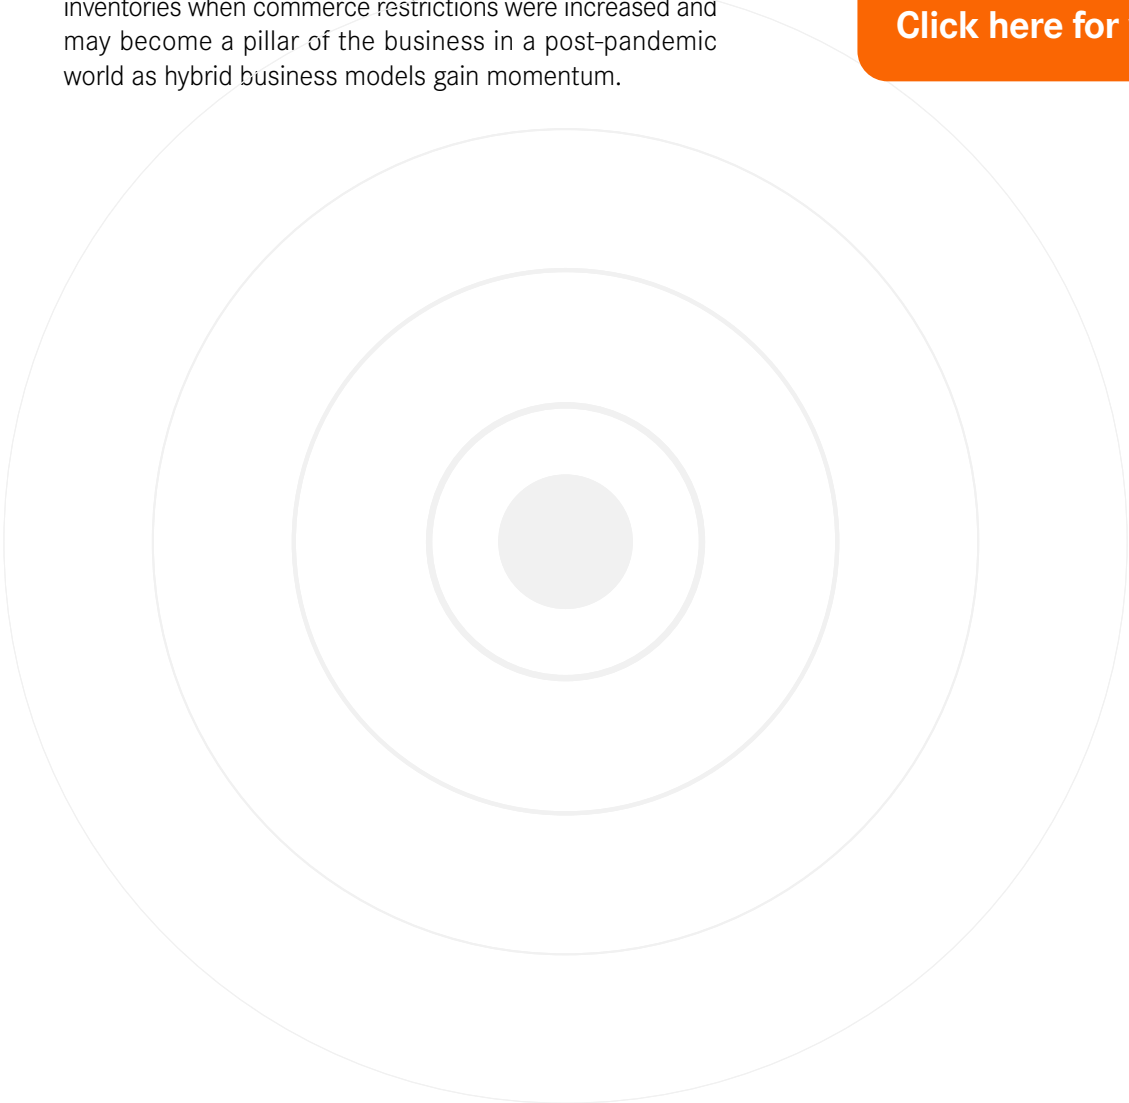 inventories when commerce restrictions were increased and
may become a pillar of the business in a post-pandemic
world as hybrid business models gain momentum.
Click here for